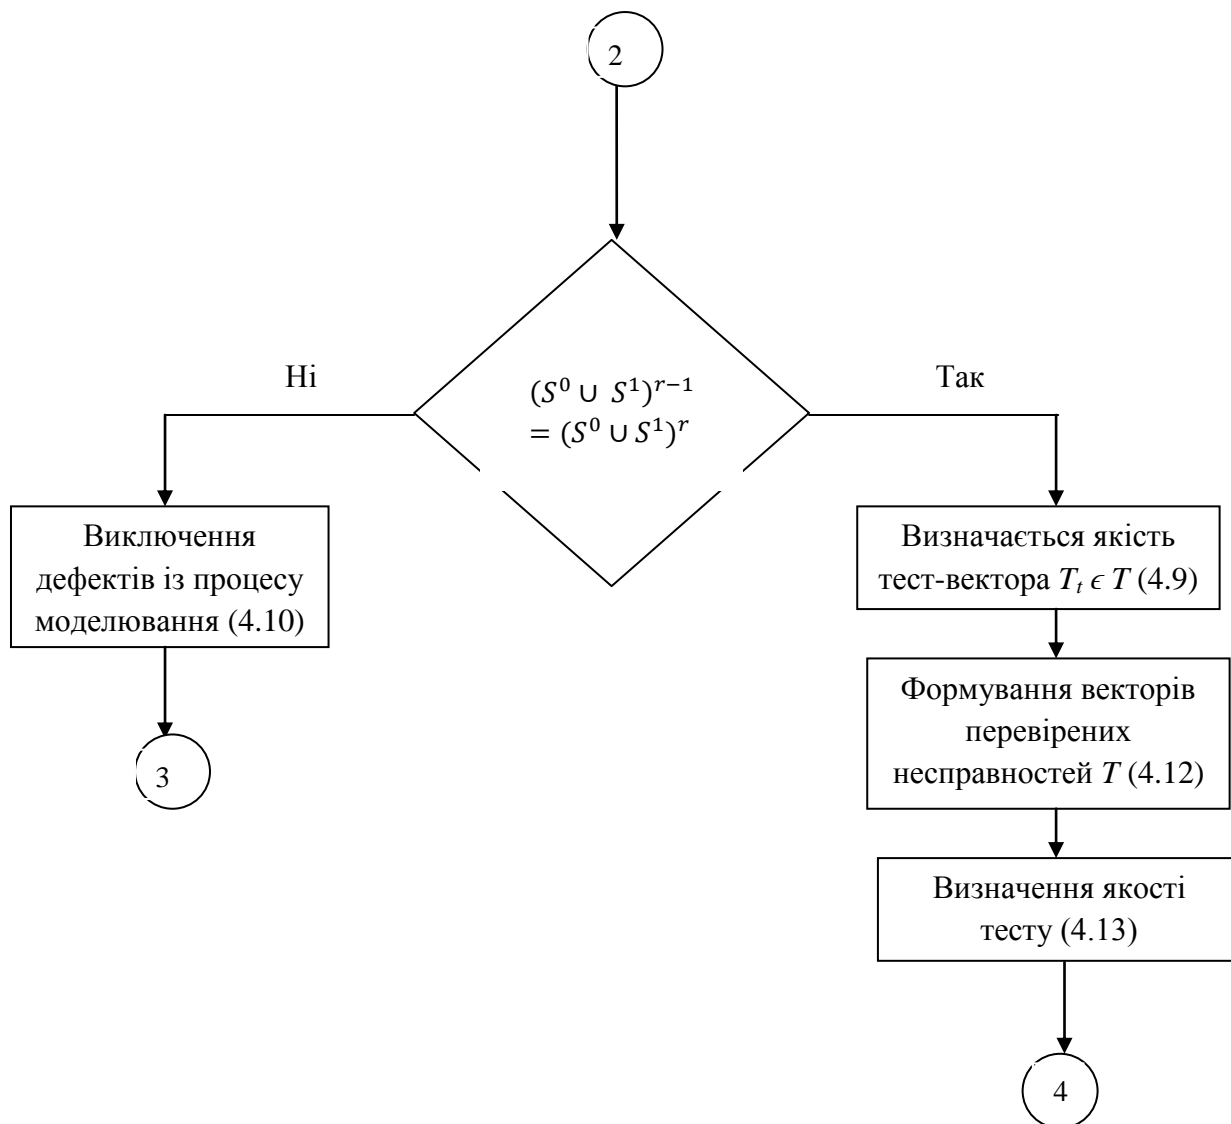 2
Ні
Так
(S⁰ ∪ S¹)ʳ⁻¹
= (S⁰ ∪ S¹)ʳ
Виключення
дефектів із процесу
моделювання (4.10)
3
Визначається якість
тест-вектора Tₜ ϵ T (4.9)
Формування векторів
перевірених
несправностей T (4.12)
Визначення якості
тесту (4.13)
4